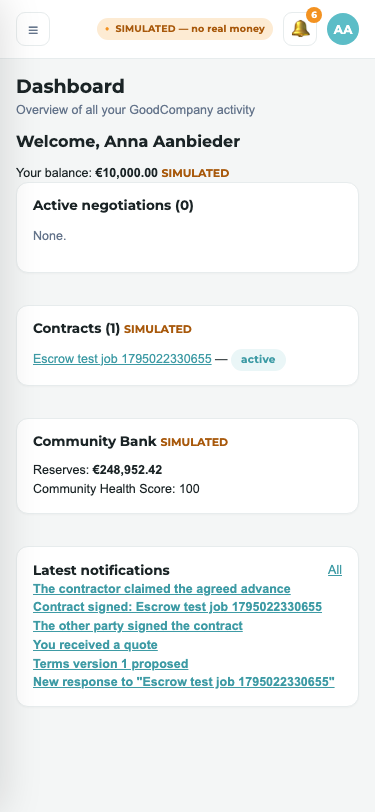 SIMULATED — no real money
6
AA
Dashboard
Overview of all your GoodCompany activity
Welcome, Anna Aanbieder
Your balance: €10,000.00 SIMULATED
Active negotiations (0)
None.
Contracts (1) SIMULATED
Escrow test job 1795022330655 — active
Community Bank SIMULATED
Reserves: €248,952.42
Community Health Score: 100
Latest notifications All
The contractor claimed the agreed advance
Contract signed: Escrow test job 1795022330655
The other party signed the contract
You received a quote
Terms version 1 proposed
New response to "Escrow test job 1795022330655"